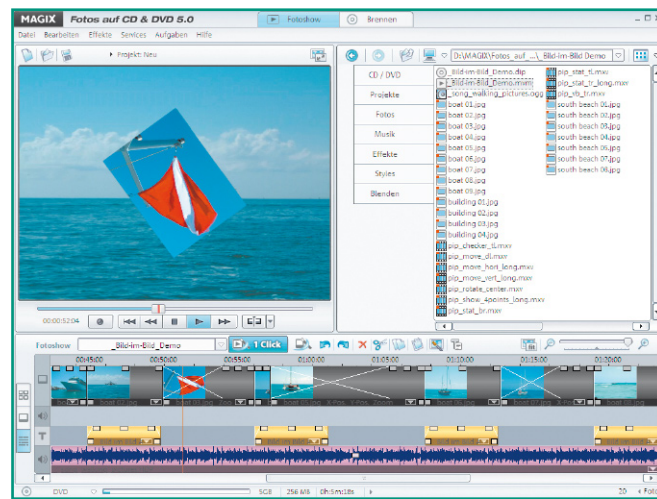 MAGIX Fotos auf CD & DVD 5.0
Fotoshow
Brennen
Datei Bearbeiten Effekte Services Aufgaben Hilfe
Projekt: Neu
D:\MAGIX\Fotos_auf_...\_Bild-im-Bild Demo
CD / DVD
Projekte
Fotos
Musik
Effekte
Styles
Blenden
_Bild-im-Bild_Demo.dip
_Bild-im-Bild_Demo.mxm
_song_walking_pictures.ogg
boat 01.jpg
boat 02.jpg
boat 03.jpg
boat 04.jpg
boat 05.jpg
boat 06.jpg
boat 07.jpg
boat 08.jpg
boat 09.jpg
building 01.jpg
building 02.jpg
building 03.jpg
building 04.jpg
pip_checker_tl.mxv
pip_move_dl.mxv
pip_move_hori_long.mxv
pip_move_vert_long.mxv
pip_rotate_center.mxv
pip_show_4points_long.mxv
pip_stat_br.mxv
pip_stat_tl.mxv
pip_stat_tr_long.mxv
pip_vb_tr.mxv
south beach 01.jpg
south beach 02.jpg
south beach 03.jpg
south beach 04.jpg
south beach 05.jpg
south beach 06.jpg
south beach 07.jpg
south beach 08.jpg
00:00:52:04
Fotoshow
_Bild-im-Bild_Demo
1 Click
00:45:00 00:50:00 00:55:00 01:00:00 01:05:00 01:10:00 01:15:00 01:20:00
T
DVD 0 5GB 256 MB 0h:5m:18s 2D Foto